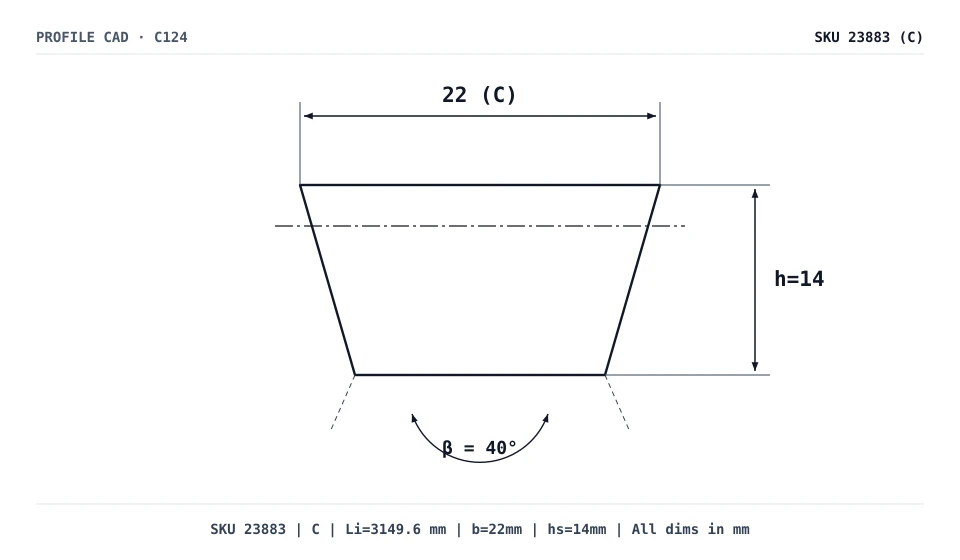 PROFILE CAD · C124
SKU 23883 (C)
22 (C)
h=14
β = 40°
SKU 23883 | C | Li=3149.6 mm | b=22mm | hs=14mm | All dims in mm